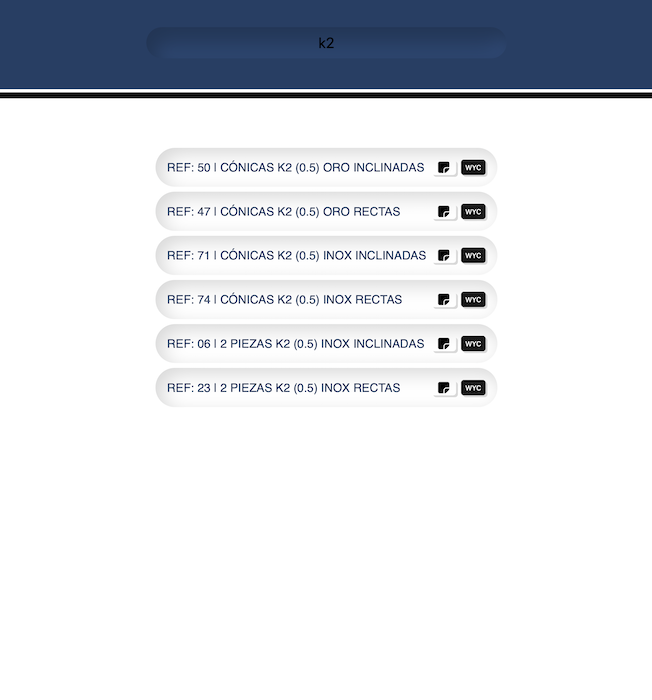 k2
REF: 50 | CÓNICAS K2 (0.5) ORO INCLINADAS WYC
REF: 47 | CÓNICAS K2 (0.5) ORO RECTAS WYC
REF: 71 | CÓNICAS K2 (0.5) INOX INCLINADAS WYC
REF: 74 | CÓNICAS K2 (0.5) INOX RECTAS WYC
REF: 06 | 2 PIEZAS K2 (0.5) INOX INCLINADAS WYC
REF: 23 | 2 PIEZAS K2 (0.5) INOX RECTAS WYC